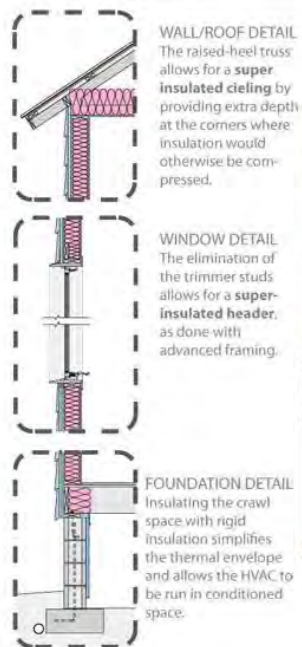 WALL/ROOF DETAIL
The raised-heel truss
allows for a super
insulated cieling by
providing extra depth
at the corners where
insulation would
otherwise be com-
pressed.
WINDOW DETAIL
The elimination of
the trimmer studs
allows for a super-
insulated header,
as done with
advanced framing.
FOUNDATION DETAIL
Insulating the crawl
space with rigid
insulation simplifies
the thermal envelope
and allows the HVAC to
be run in conditioned
space.